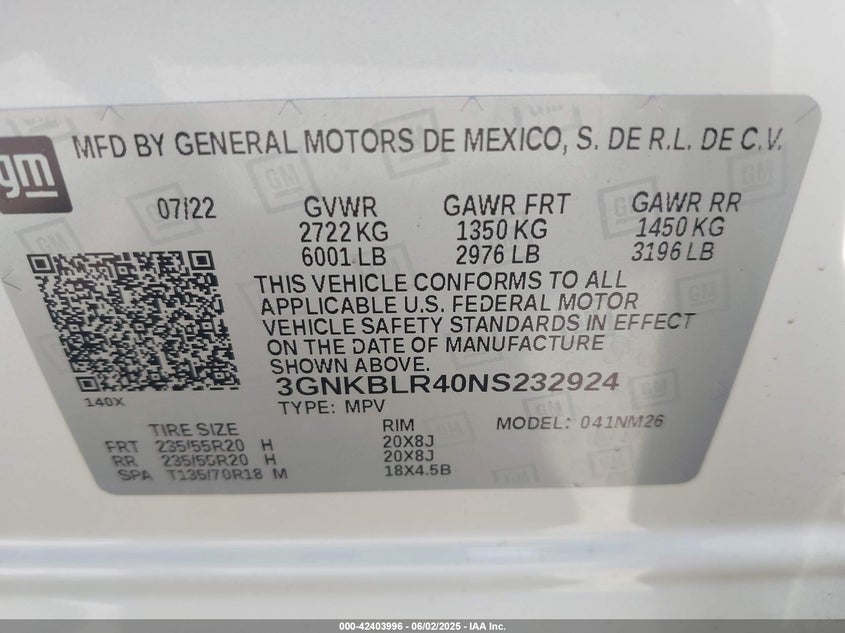 gm
MFD BY GENERAL MOTORS DE MEXICO, S. DE R.L. DE C.V.
07/22 GVWR GAWR FRT GAWR RR
2722 KG 1350 KG 1450 KG
6001 LB 2976 LB 3196 LB
THIS VEHICLE CONFORMS TO ALL
APPLICABLE U.S. FEDERAL MOTOR
VEHICLE SAFETY STANDARDS IN EFFECT
ON THE DATE OF MANUFACTURE
SHOWN ABOVE.
3GNKBLR40NS232924
140X TYPE: MPV MODEL: 041NM26
TIRE SIZE RIM
FRT 235/55R20 H 20X8J
RR 235/55R20 H 20X8J
SPA T135/70R18 M 18X4.5B
000-42403996 - 06/02/2025 - IAA Inc.